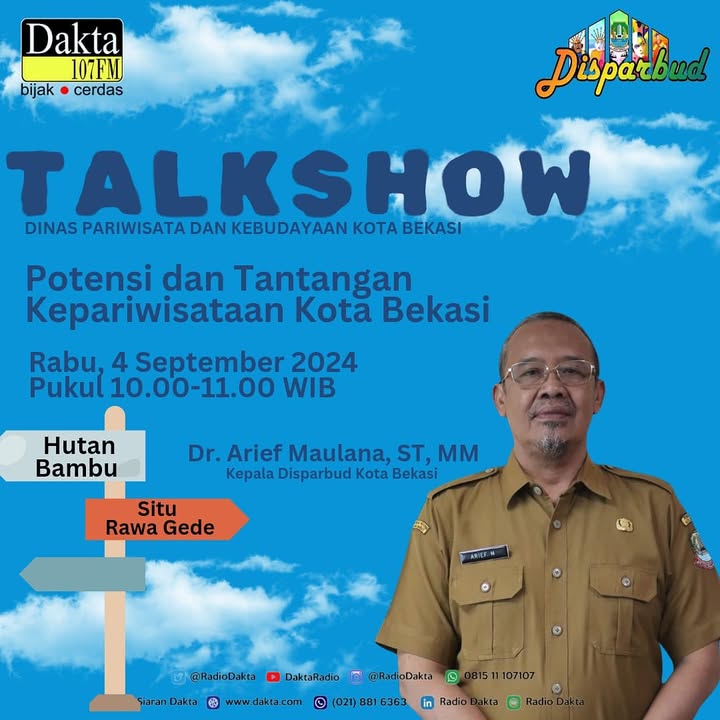 Dakta
107FM
bijak • cerdas
Disparbud
TALKSHOW
DINAS PARIWISATA DAN KEBUDAYAAN KOTA BEKASI
Potensi dan Tantangan
Kepariwisataan Kota Bekasi
Rabu, 4 September 2024
Pukul 10.00-11.00 WIB
Hutan
Bambu
Situ
Rawa Gede
Dr. Arief Maulana, ST, MM
Kepala Disparbud Kota Bekasi
ARIEF M
@RadioDakta DaktaRadio @RadioDakta 0815 11 107107
Siaran Dakta www.dakta.com (021) 881 6363 Radio Dakta Radio Dakta